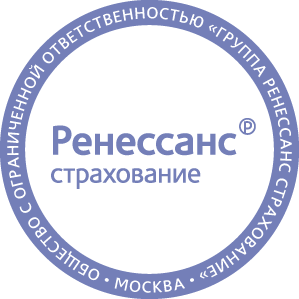 ОБЩЕСТВО С ОГРАНИЧЕННОЙ ОТВЕТСТВЕННОСТЬЮ «ГРУППА РЕНЕССАНС СТРАХОВАНИЕ» • МОСКВА •
Ренессанс ℗
страхование